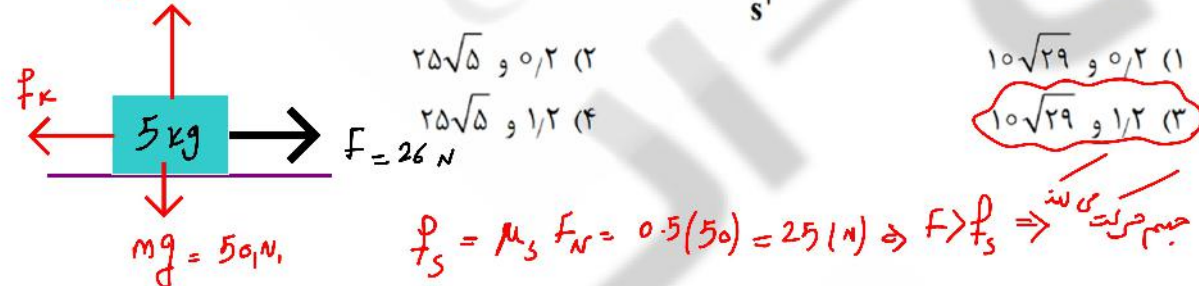 s'
۱) ۰/۲ و ۱۰√۲۹
۲) ۰/۲ و ۲۵√۵
۳) ۱/۲ و ۱۰√۲۹
۴) ۱/۲ و ۲۵√۵
fk
5 kg
F = 26 N
mg = 50 N,
fs = μs FN = 0.5(50) = 25 (N) ⇒ F > fs ⇒ جسم حرکت می کند